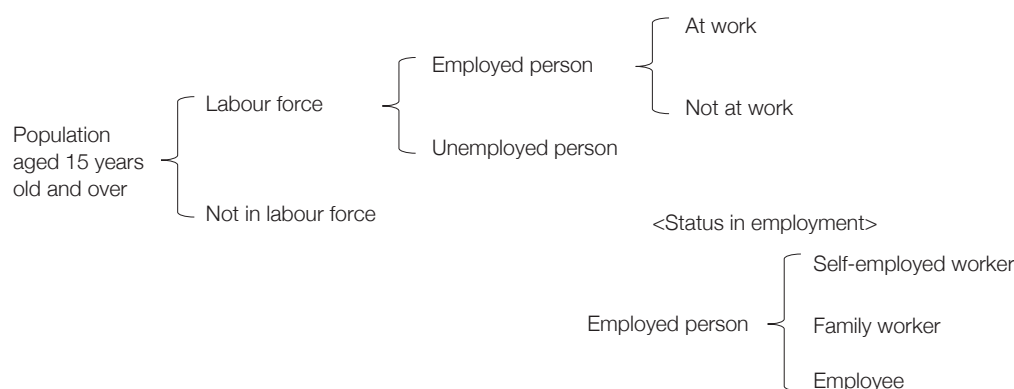 At work
Employed person
Not at work
Labour force
Unemployed person
Population
aged 15 years
old and over
Not in labour force
<Status in employment>
Self-employed worker
Employed person
Family worker
Employee